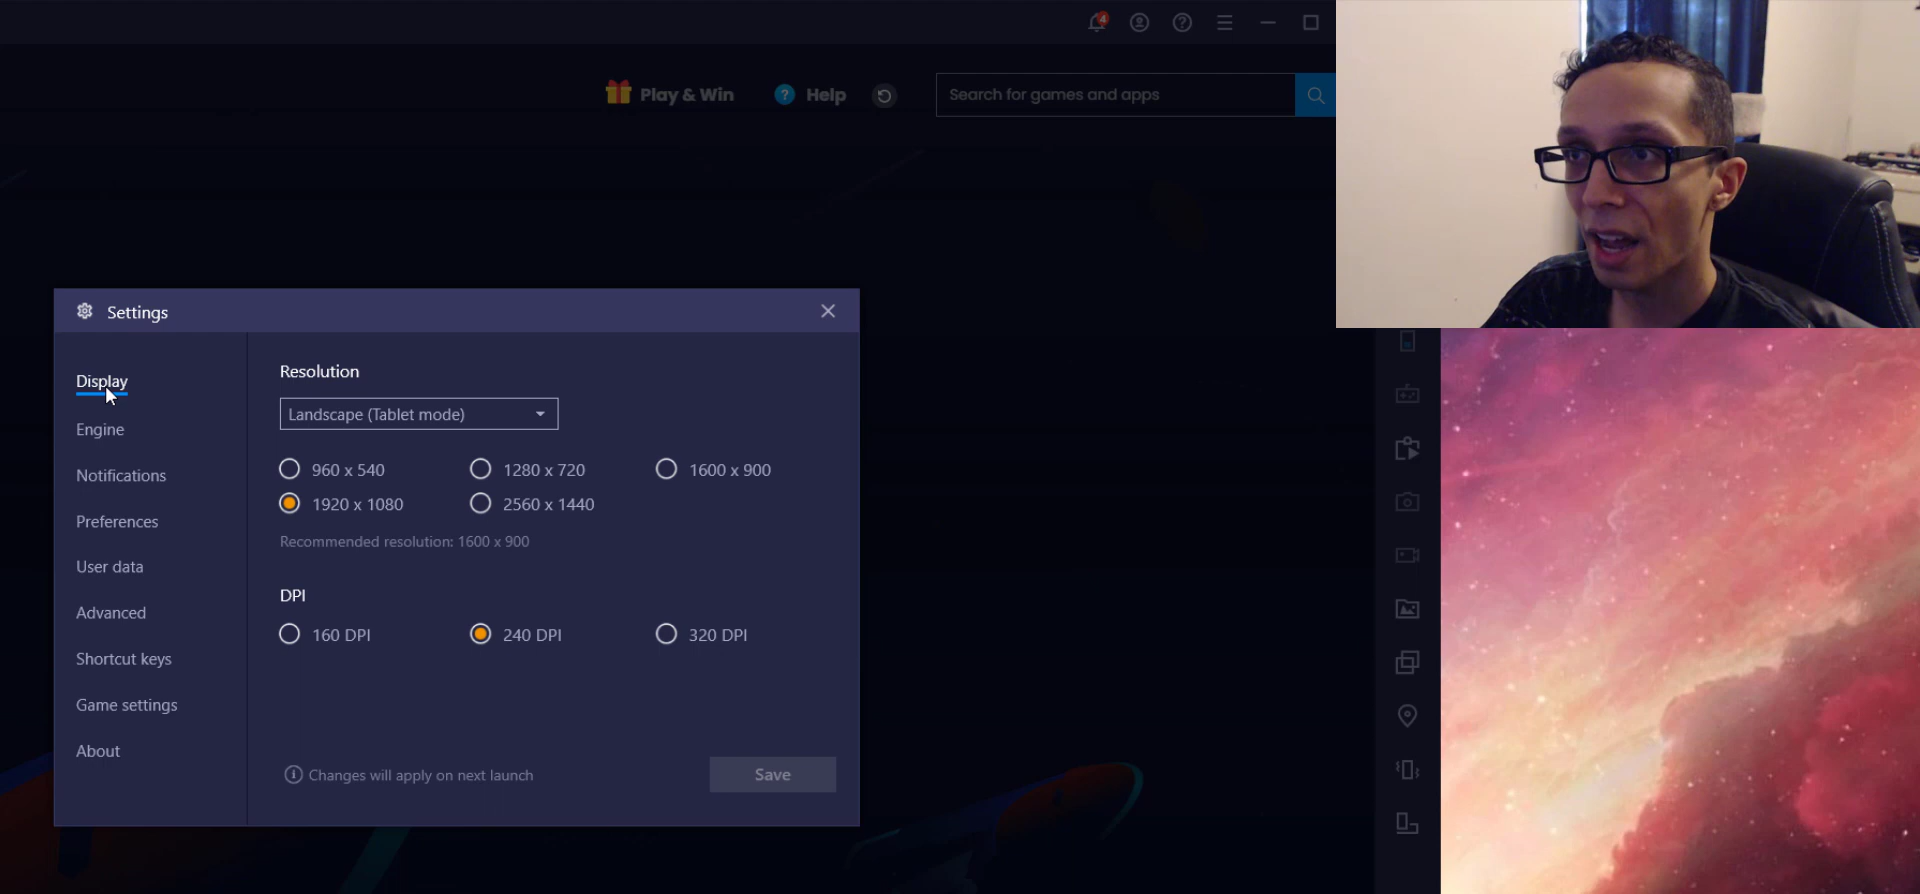 4
Play & Win
? Help
Search for games and apps
Settings
Display
Engine
Notifications
Preferences
User data
Advanced
Shortcut keys
Game settings
About
Resolution
Landscape (Tablet mode)
960 x 540
1280 x 720
1600 x 900
1920 x 1080
2560 x 1440
Recommended resolution: 1600 x 900
DPI
160 DPI
240 DPI
320 DPI
Changes will apply on next launch
Save